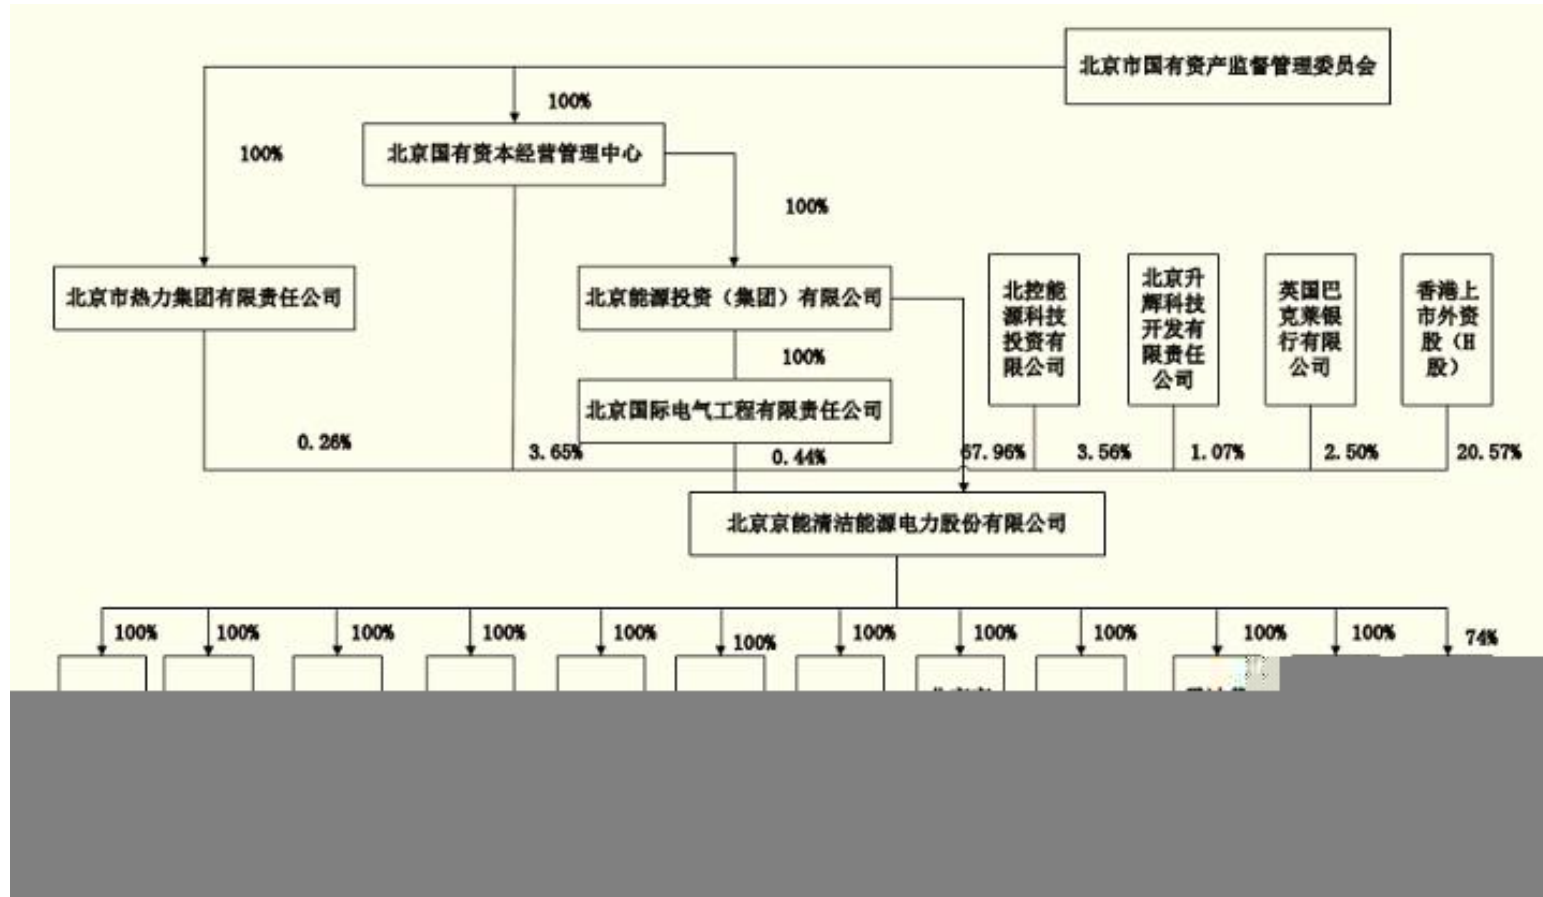 北京市国有资产监督管理委员会
100%
北京国有资本经营管理中心
100%
100%
北京市热力集团有限责任公司
北京能源投资（集团）有限公司
北控能
源科技
投资有
限公司
北京升
辉科技
开发有
限责任
公司
英国巴
克莱银
行有限
公司
香港上
市外资
股（H
股）
100%
北京国际电气工程有限责任公司
0.26%
3.65%
0.44%
67.96%
3.56%
1.07%
2.50%
20.57%
北京京能清洁能源电力股份有限公司
100%
100%
100%
100%
100%
100%
100%
100%
100%
100%
100%
74%